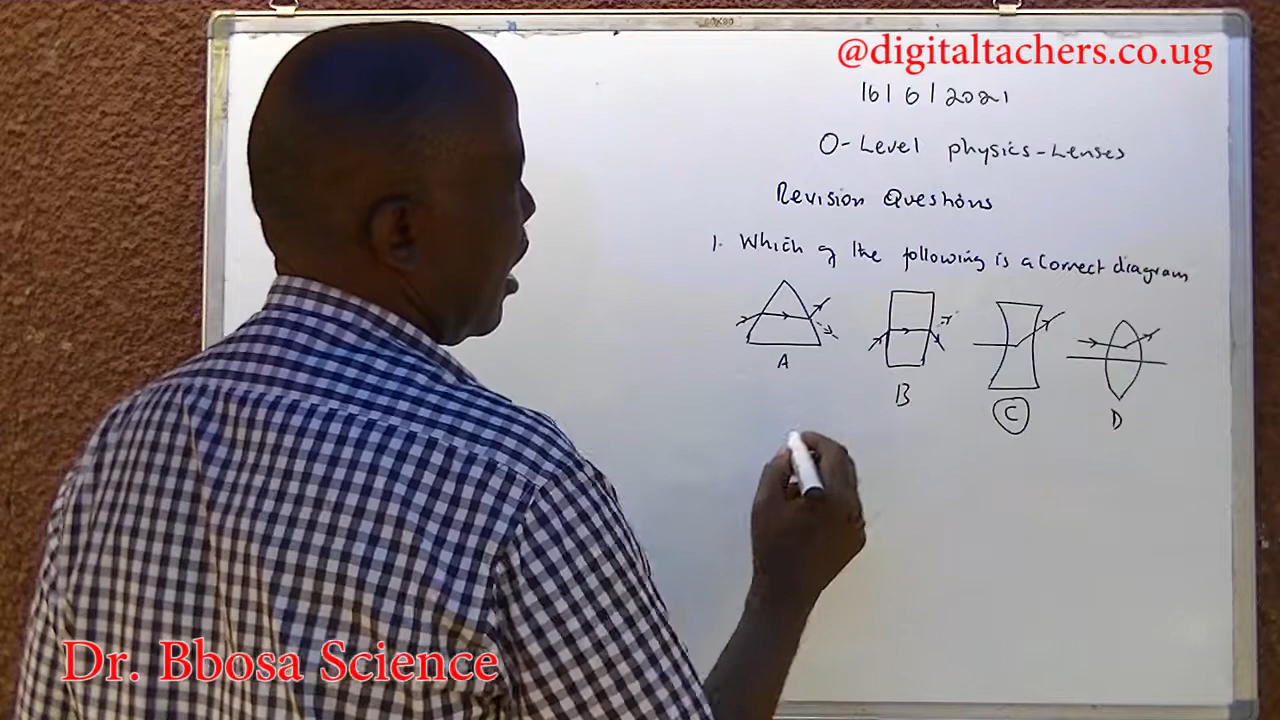 @digitaltachers.co.ug
16/6/2021
O-Level physics-Lenses
Revision Questions
1. Which of the following is a correct diagram
A
B
C
D
Dr. Bbosa Science